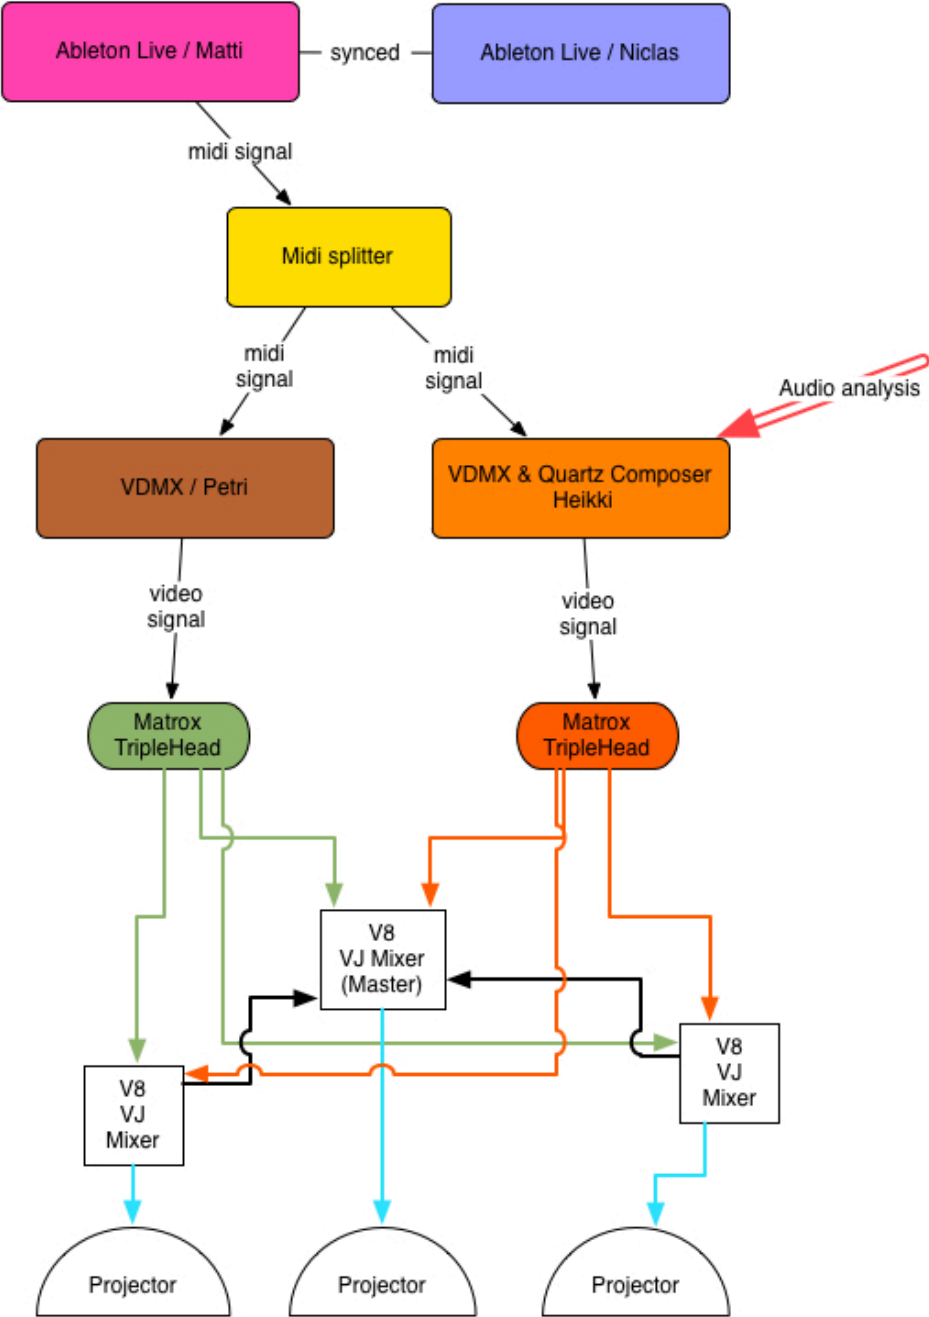 Ableton Live / Matti
synced
Ableton Live / Niclas
midi signal
Midi splitter
midi
signal
midi
signal
Audio analysis
VDMX / Petri
VDMX & Quartz Composer
Heikki
video
signal
video
signal
Matrox
TripleHead
Matrox
TripleHead
V8
VJ Mixer
(Master)
V8
VJ
Mixer
V8
VJ
Mixer
Projector
Projector
Projector